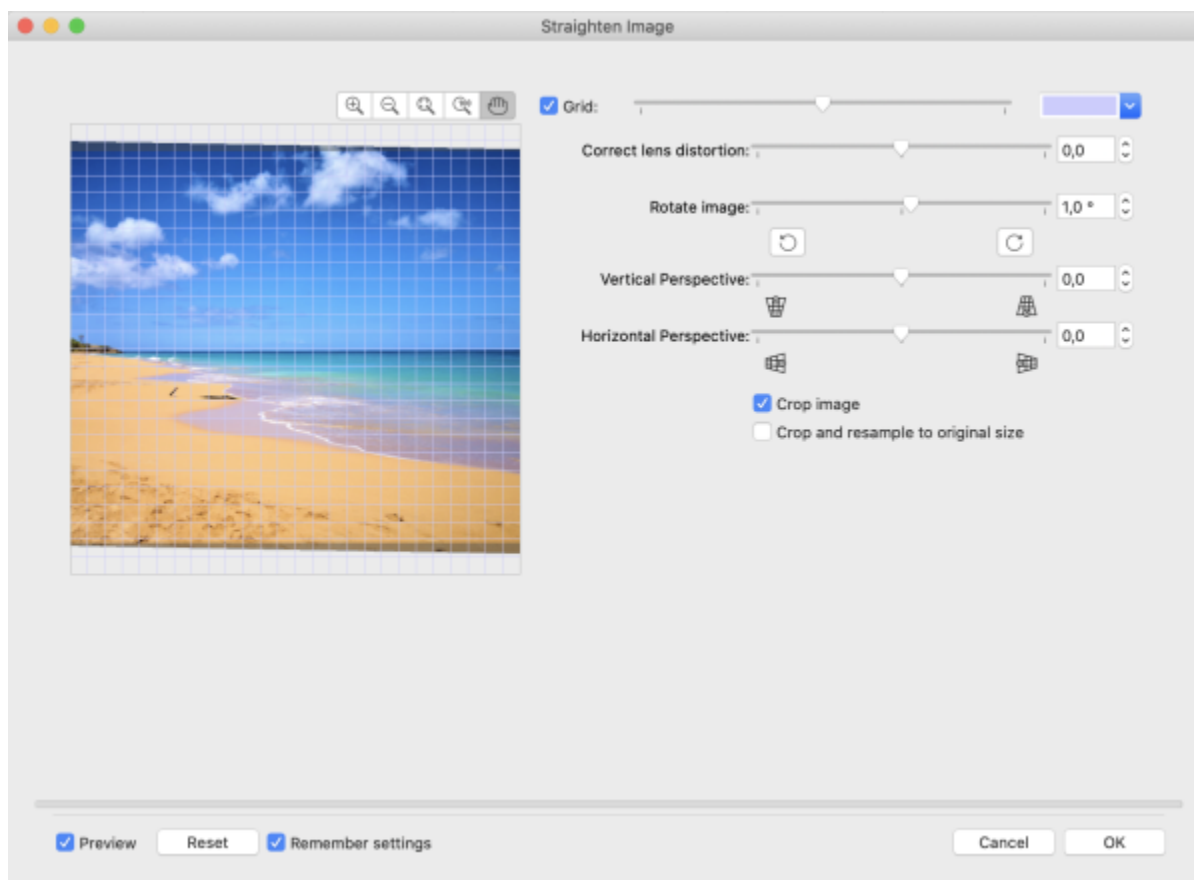 Straighten Image
Grid:
Correct lens distortion: 0,0
Rotate image: 1,0 °
Vertical Perspective: 0,0
Horizontal Perspective: 0,0
Crop image
Crop and resample to original size
Preview Reset Remember settings Cancel OK